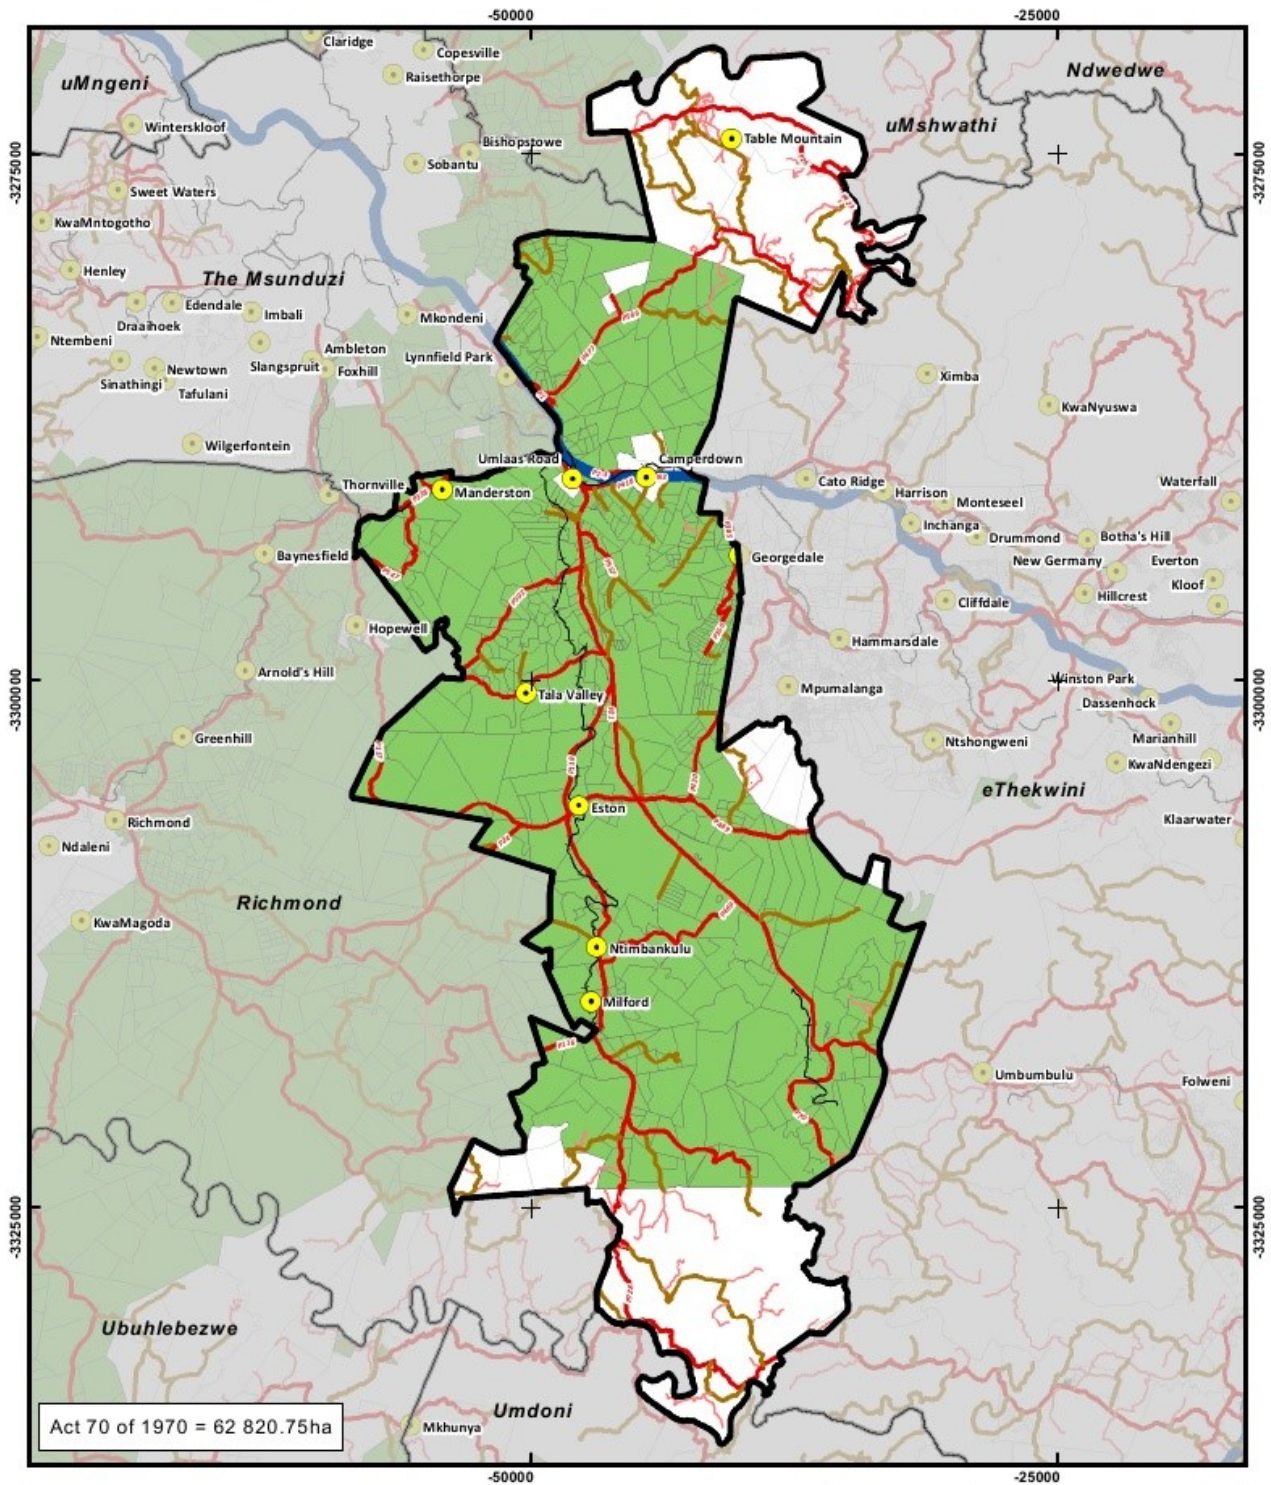 -50000
-25000
Claridge
Copesville
uMngeni
Raisethorpe
Ndwedwe
Winterskloof
uMshwathi
Bishopstowe
Table Mountain
-3275000
-3275000
Sobantu
Sweet Waters
KwaMntogotho
Henley
The Msunduzi
Edendale
Imbali
Draaihoek
Mkondeni
Ntembeni
Ambleton
Lynnfield Park
Slangspruit
Foxhill
Newtown
Sinathingi
Tafulani
Ximba
KwaNyuswa
Wilgerfontein
Umlaas Road
Camperdown
Thornville
Manderston
Cato Ridge
Harrison
Monteseel
Waterfall
Inchanga
Drummond
Botha's Hill
Baynesfield
Georgedale
New Germany
Everton
Kloof
Cliffdale
Hillcrest
Hopewell
Hammarsdale
Arnold's Hill
Winston Park
-3300000
-3300000
Tala Valley
Mpumalanga
Dassenhock
Greenhill
Ntshongweni
Marianhill
KwaNdengezi
eThekwini
Eston
Richmond
Klaarwater
Ndaleni
Richmond
KwaMagoda
Ntimbankulu
Milford
Umbumbulu
Folweni
-3325000
-3325000
Ubuhlebezwe
Umdoni
Mkhunya
Act 70 of 1970 = 62 820.75ha
-50000
-25000